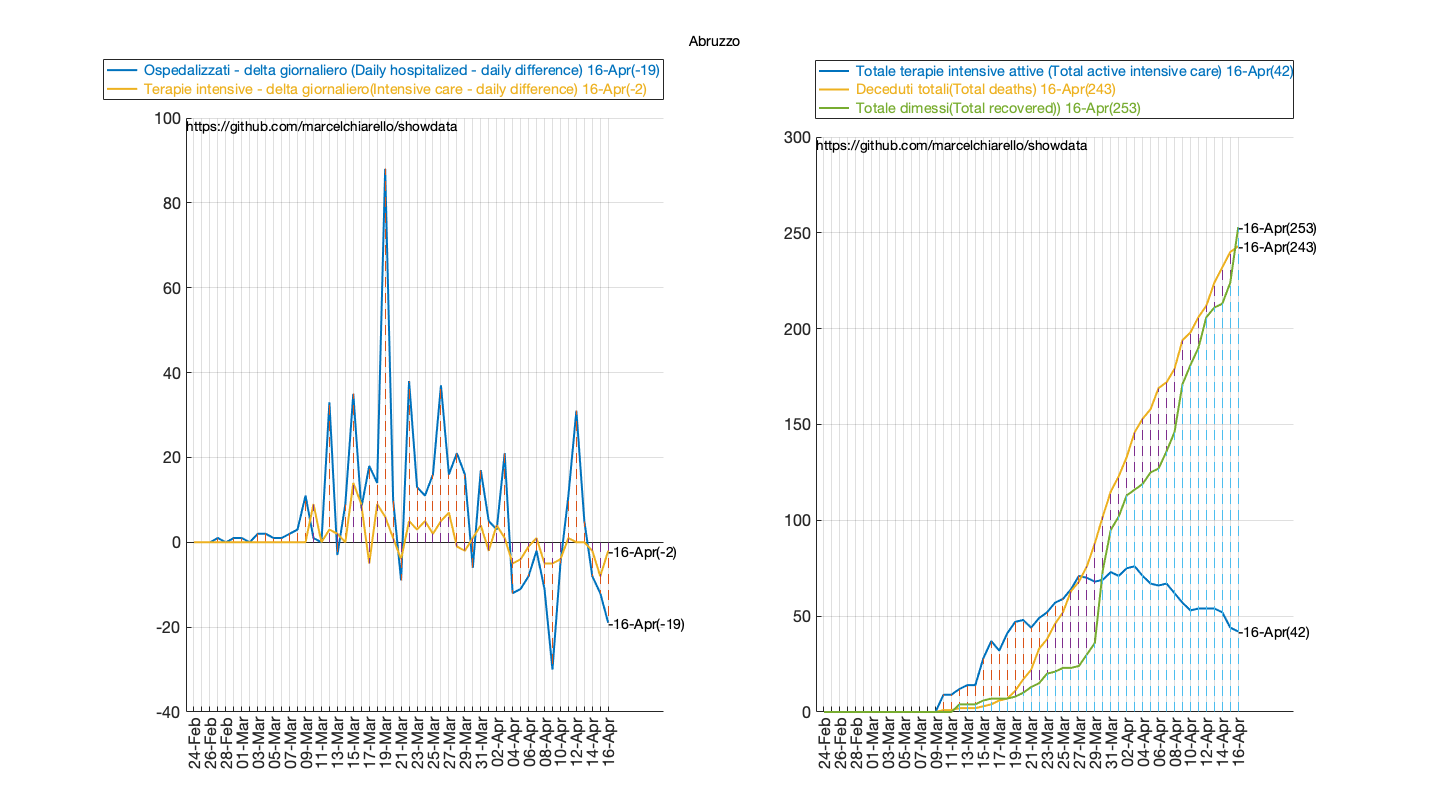 Abruzzo
Ospedalizzati - delta giornaliero (Daily hospitalized - daily difference) 16-Apr(-19)
Terapie intensive - delta giornaliero(Intensive care - daily difference) 16-Apr(-2)
https://github.com/marcelchiarello/showdata
100
80
60
40
20
0
-20
-40
16-Apr(-2)
16-Apr(-19)
24-Feb
26-Feb
28-Feb
01-Mar
03-Mar
05-Mar
07-Mar
09-Mar
11-Mar
13-Mar
15-Mar
17-Mar
19-Mar
21-Mar
23-Mar
25-Mar
27-Mar
29-Mar
31-Mar
02-Apr
04-Apr
06-Apr
08-Apr
10-Apr
12-Apr
14-Apr
16-Apr
Totale terapie intensive attive (Total active intensive care) 16-Apr(42)
Deceduti totali(Total deaths) 16-Apr(243)
Totale dimessi(Total recovered)) 16-Apr(253)
https://github.com/marcelchiarello/showdata
300
250
200
150
100
50
0
16-Apr(253)
16-Apr(243)
16-Apr(42)
24-Feb
26-Feb
28-Feb
01-Mar
03-Mar
05-Mar
07-Mar
09-Mar
11-Mar
13-Mar
15-Mar
17-Mar
19-Mar
21-Mar
23-Mar
25-Mar
27-Mar
29-Mar
31-Mar
02-Apr
04-Apr
06-Apr
08-Apr
10-Apr
12-Apr
14-Apr
16-Apr